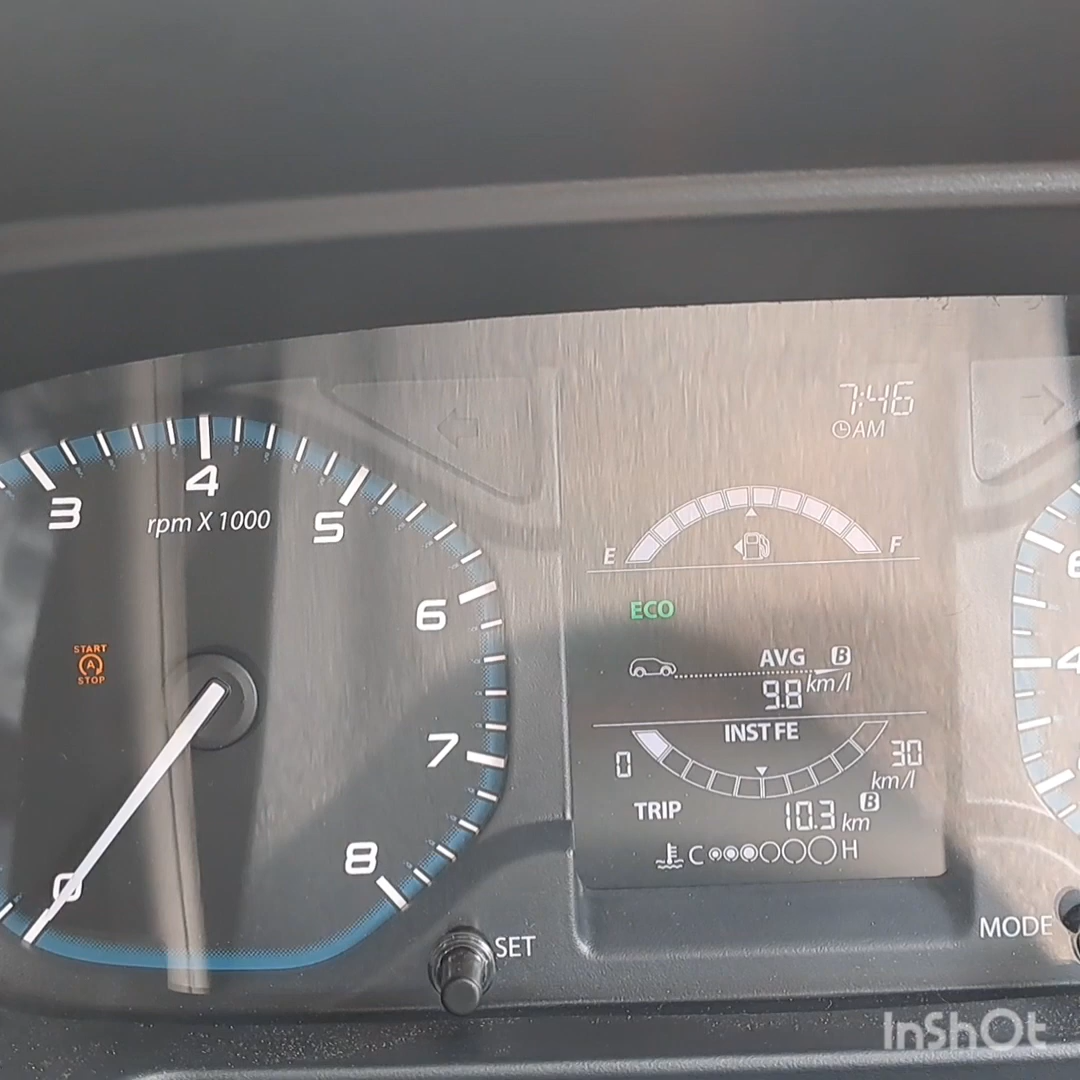 7:46
AM
3
4
5
rpm X 1000
E
F
6
ECO
START
A
STOP
AVG B
9.8 km/l
INST FE
7
0
30
km/l
TRIP
10.3 km B
8
C
H
0
SET
MODE
InShOt